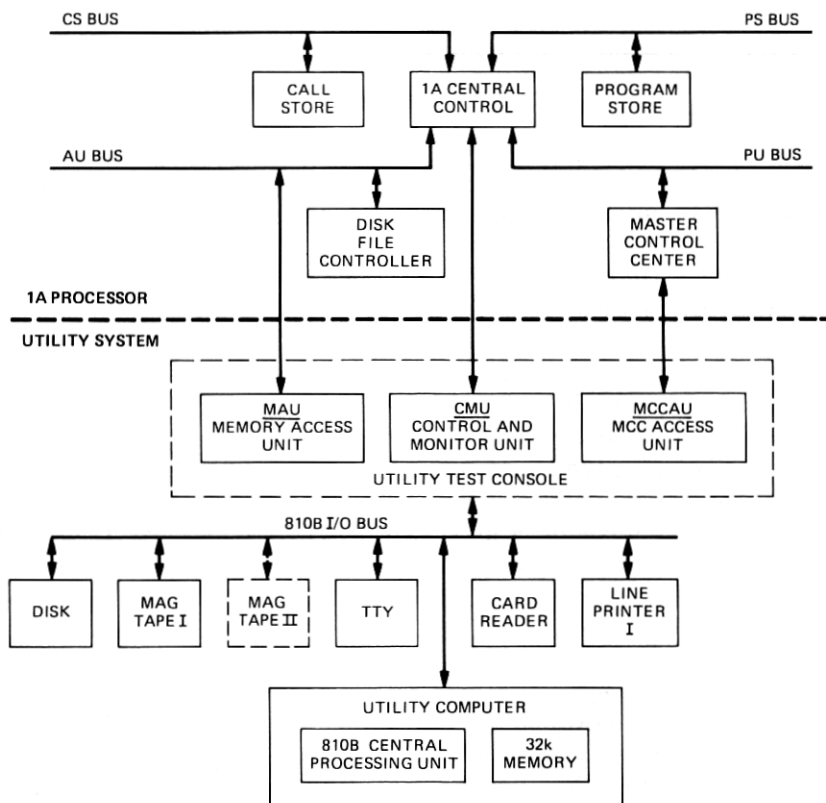 CS BUS
PS BUS
CALL
STORE
1A CENTRAL
CONTROL
PROGRAM
STORE
AU BUS
PU BUS
DISK
FILE
CONTROLLER
MASTER
CONTROL
CENTER
1A PROCESSOR
UTILITY SYSTEM
MAU
MEMORY ACCESS
UNIT
CMU
CONTROL AND
MONITOR UNIT
MCCAU
MCC ACCESS
UNIT
UTILITY TEST CONSOLE
810B I/O BUS
DISK
MAG
TAPE I
MAG
TAPE II
TTY
CARD
READER
LINE
PRINTER
I
UTILITY COMPUTER
810B CENTRAL
PROCESSING UNIT
32k
MEMORY